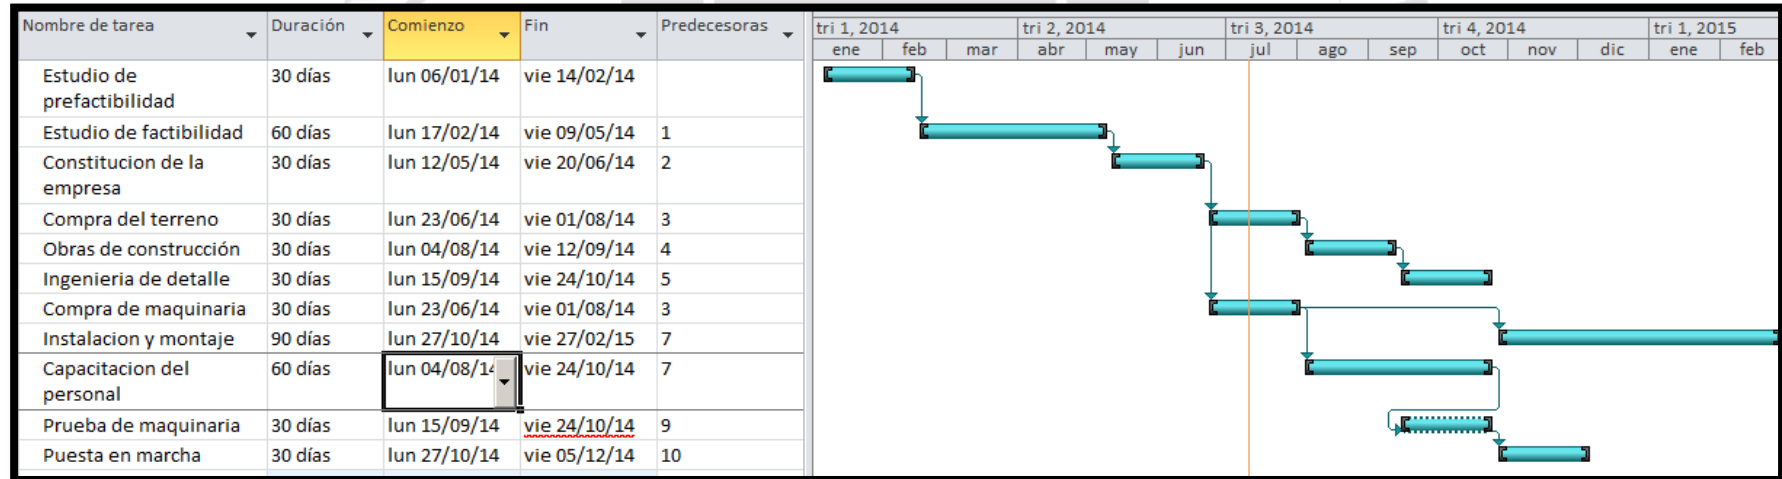 Nombre de tarea Duración Comienzo Fin Predecesoras
tri 1, 2014 tri 2, 2014 tri 3, 2014 tri 4, 2014 tri 1, 2015
ene feb mar abr may jun jul ago sep oct nov dic ene feb
Estudio de
prefactibilidad 30 días lun 06/01/14 vie 14/02/14
Estudio de factibilidad 60 días lun 17/02/14 vie 09/05/14 1
Constitucion de la
empresa 30 días lun 12/05/14 vie 20/06/14 2
Compra del terreno 30 días lun 23/06/14 vie 01/08/14 3
Obras de construcción 30 días lun 04/08/14 vie 12/09/14 4
Ingenieria de detalle 30 días lun 15/09/14 vie 24/10/14 5
Compra de maquinaria 30 días lun 23/06/14 vie 01/08/14 3
Instalacion y montaje 90 días lun 27/10/14 vie 27/02/15 7
Capacitacion del
personal 60 días lun 04/08/14 vie 24/10/14 7
Prueba de maquinaria 30 días lun 15/09/14 vie 24/10/14 9
Puesta en marcha 30 días lun 27/10/14 vie 05/12/14 10